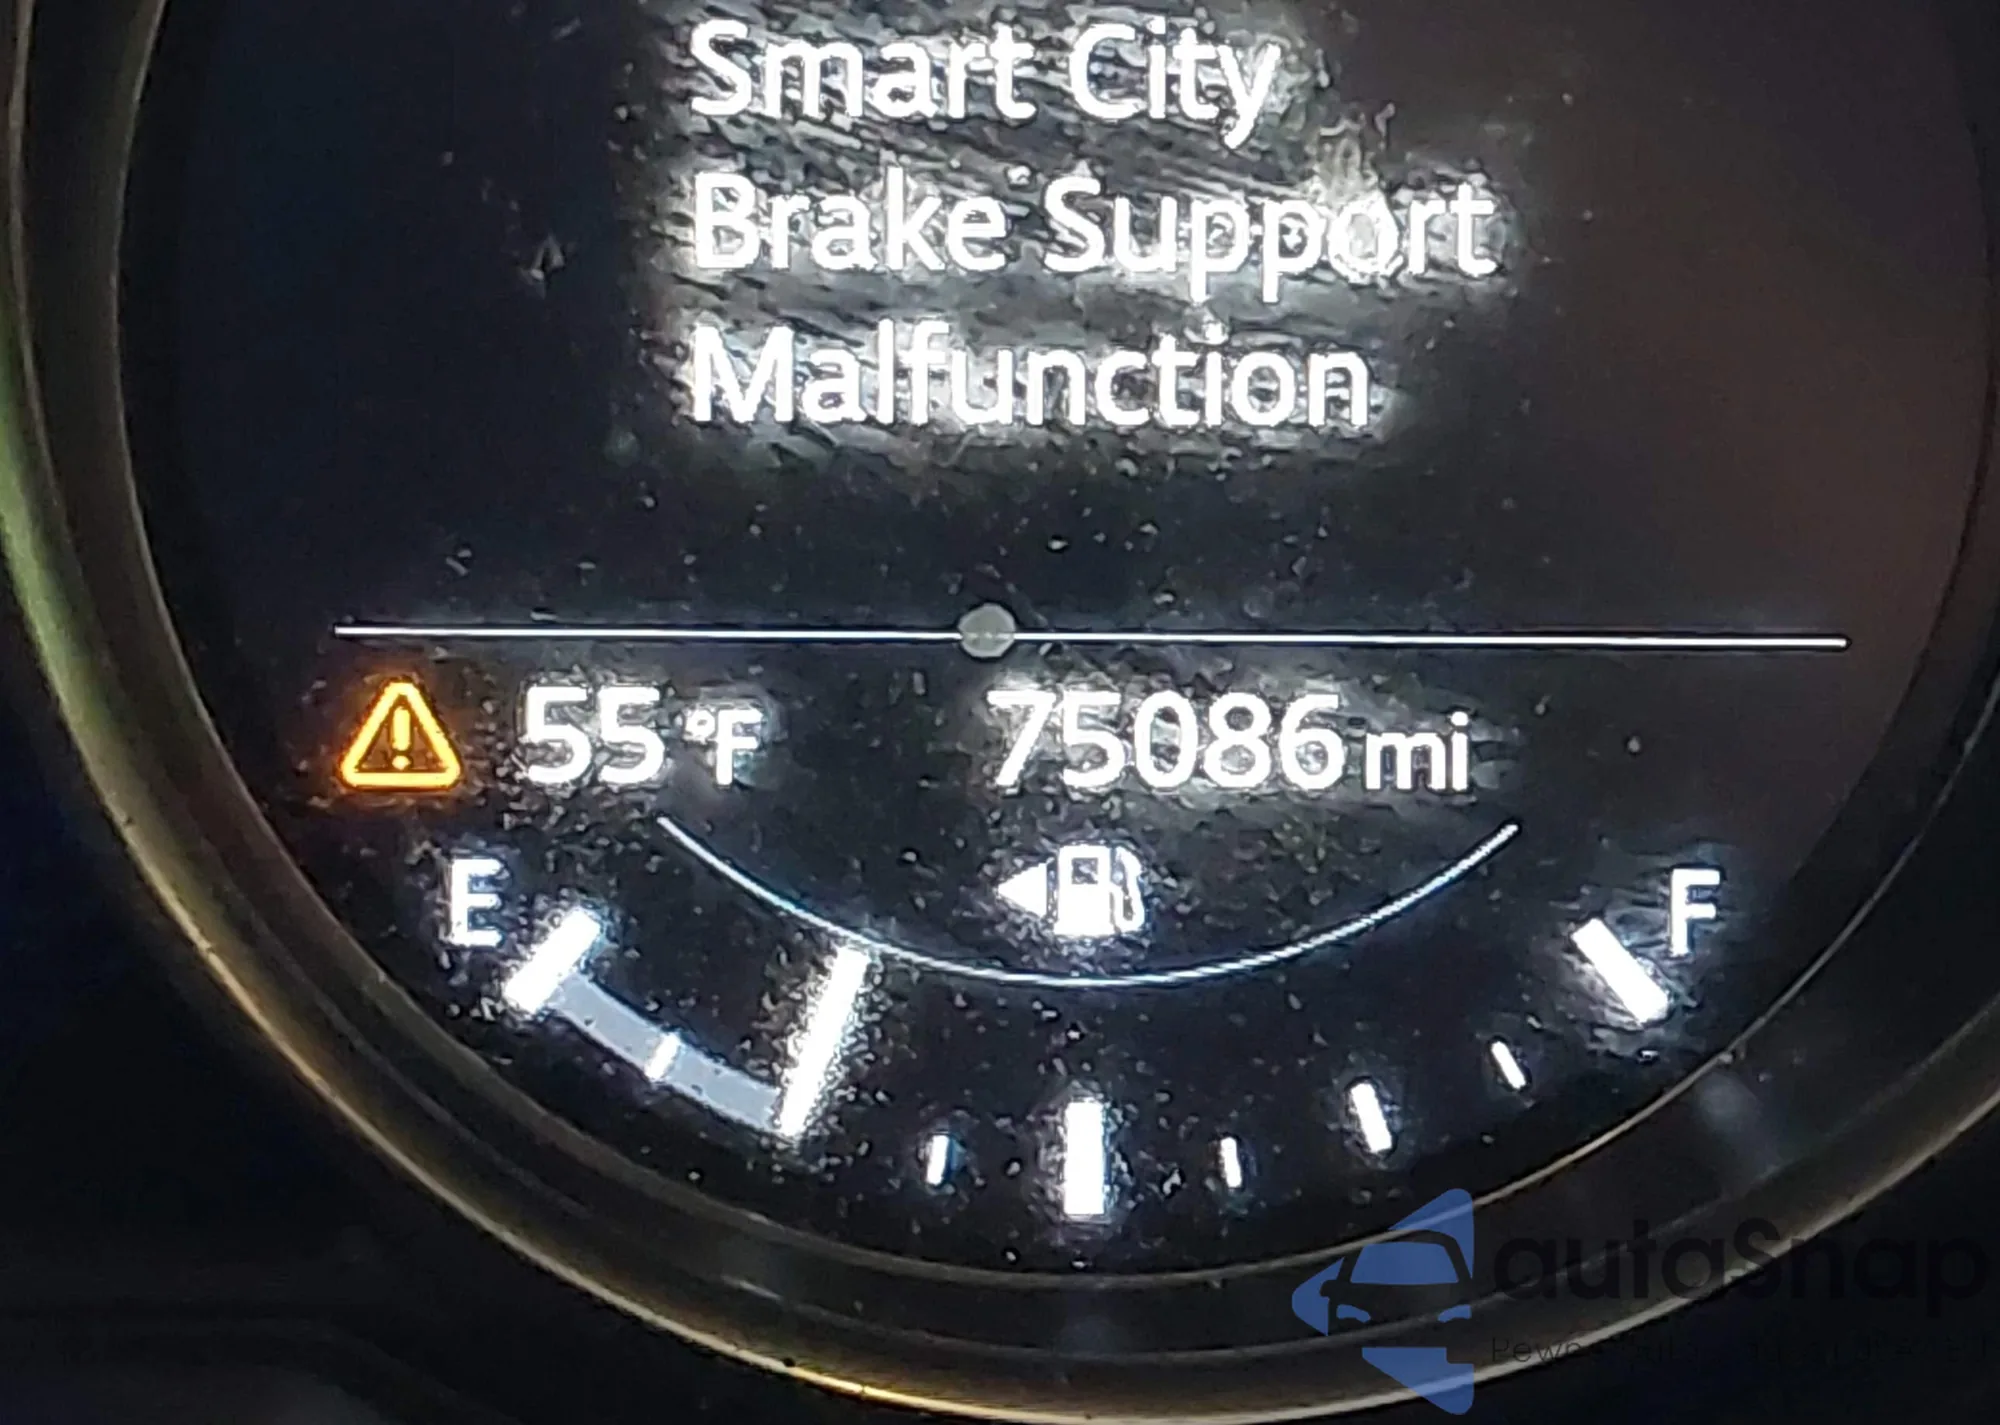 Smart City
Brake Support
Malfunction
55 °F 75086 mi
E F
autoSnap